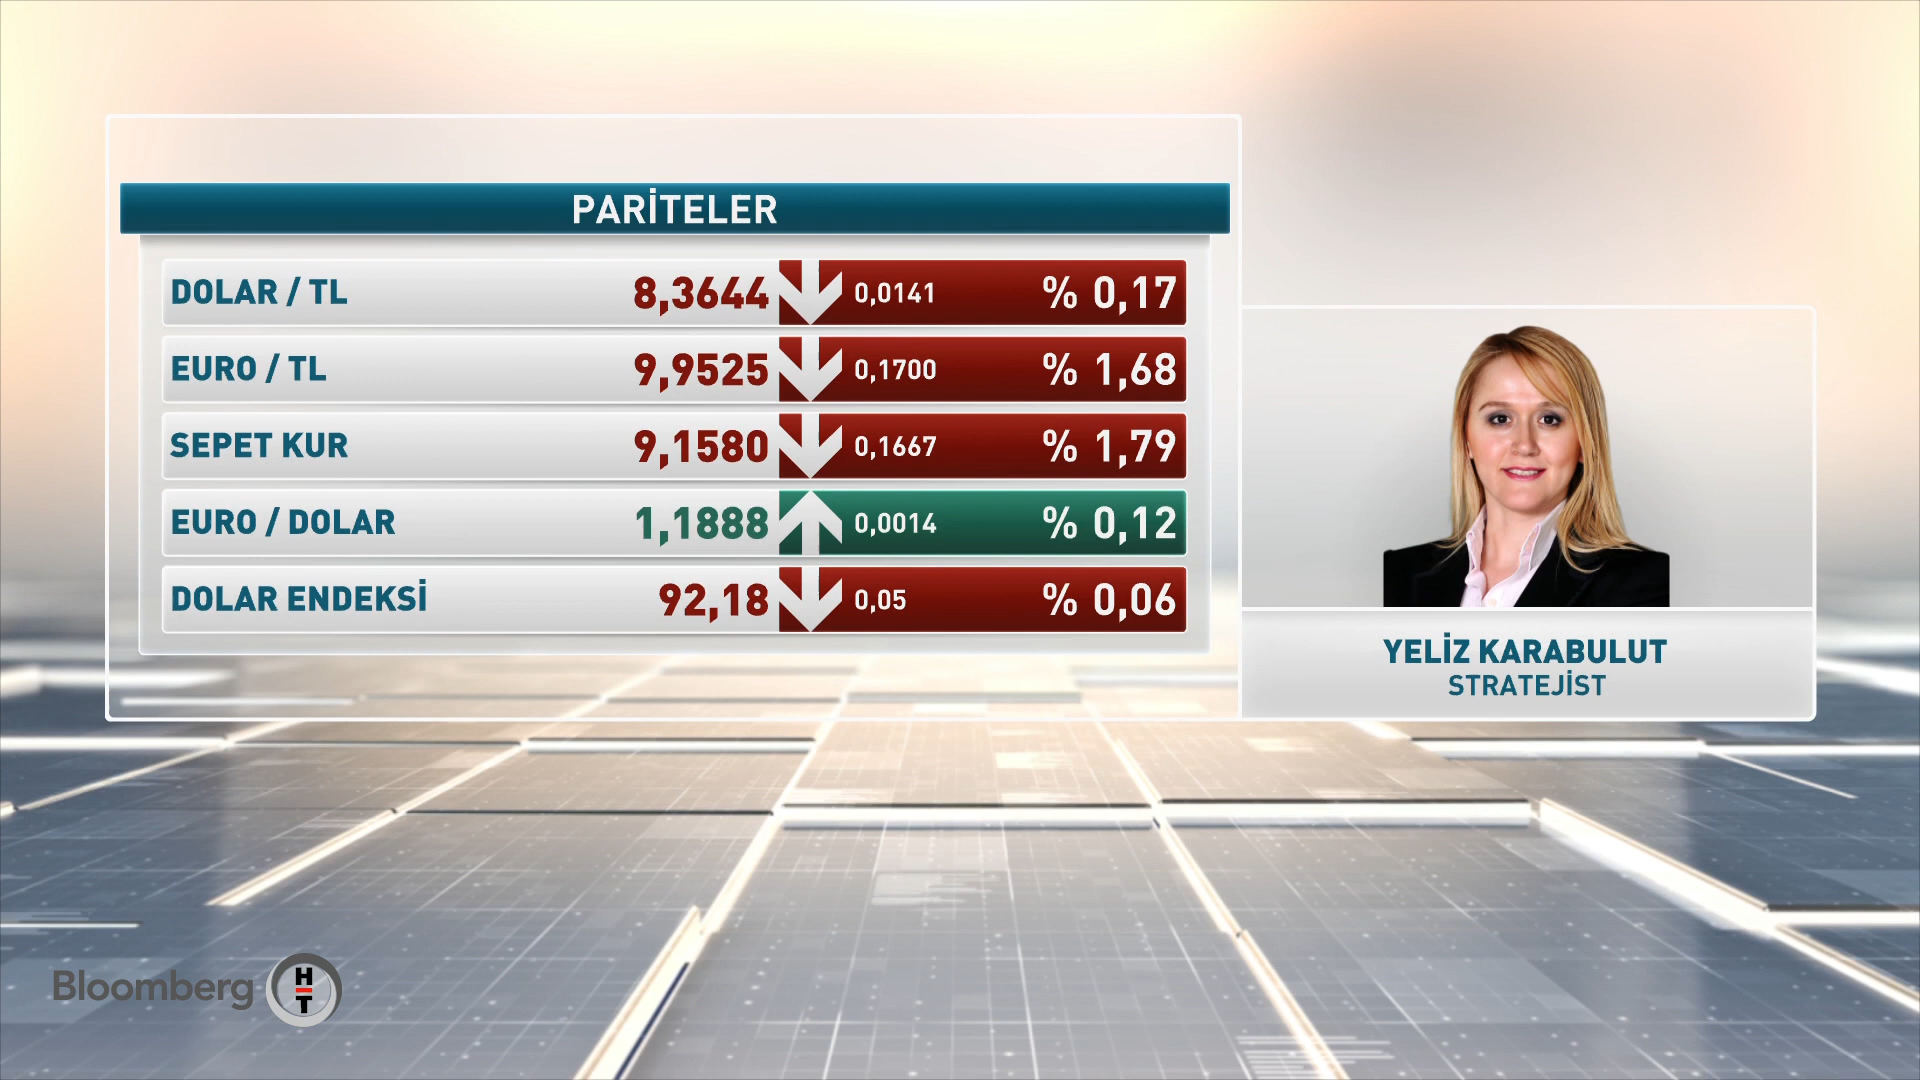 PARİTELER
DOLAR / TL 8,3644 0,0141 % 0,17
EURO / TL 9,9525 0,1700 % 1,68
SEPET KUR 9,1580 0,1667 % 1,79
EURO / DOLAR 1,1888 0,0014 % 0,12
DOLAR ENDEKSİ 92,18 0,05 % 0,06
YELİZ KARABULUT
STRATEJİST
Bloomberg HT